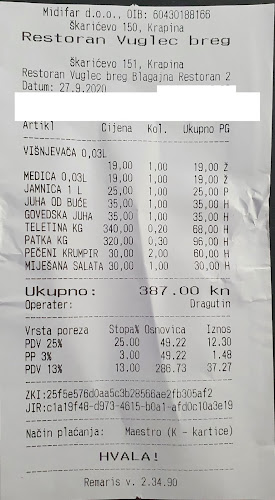 Midifar d.o.o., OIB: 60430188166
Škarićevo 150, Krapina
Restoran Vuglec breg
Škarićevo 151, Krapina
Restoran Vuglec breg Blagajna Restoran 2
Datum: 27.9.2020
Artikl Cijena Kol. Ukupno PG
VIŠNJEVAČA 0,03L
19,00 1,00 19,00 Ž
MEDICA 0,03L 19,00 1,00 19,00 Ž
JAMNICA 1 L 25,00 1,00 25,00 P
JUHA OD BUČE 35,00 1,00 35,00 H
GOVEDSKA JUHA 35,00 1,00 35,00 H
TELETINA KG 340,00 0,20 68,00 H
PATKA KG 320,00 0,30 96,00 H
PEČENI KRUMPIR 30,00 2,00 60,00 H
MIJEŠANA SALATA 30,00 1,00 30,00 H
Ukupno: 387.00 kn
Operater: Dragutin
Vrsta poreza Stopa% Osnovica Iznos
PDV 25% 25.00 49.22 12.30
PP 3% 3.00 49.22 1.48
PDV 13% 13.00 286.73 37.27
ZKI:25f5e576d0aa5c3b28566ae2fb305af2
JIR:c1a19f48-d973-4615-b0a1-afd0c10a3e19
Način plaćanja: Maestro (K - kartice)
HVALA!
Remaris v. 2.34.90